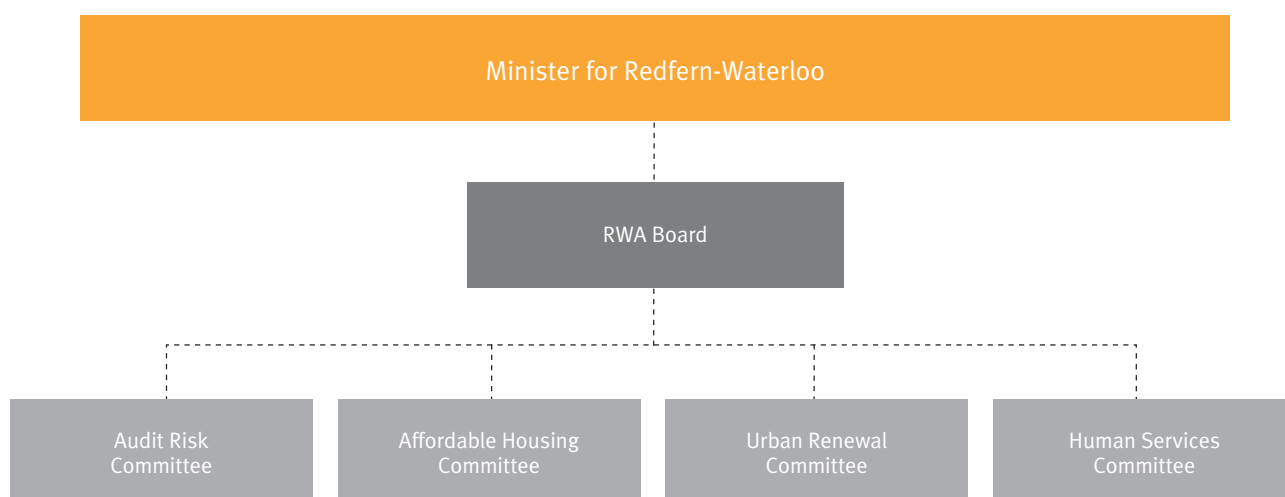 Minister for Redfern-Waterloo
RWA Board
Audit Risk
Committee
Affordable Housing
Committee
Urban Renewal
Committee
Human Services
Committee